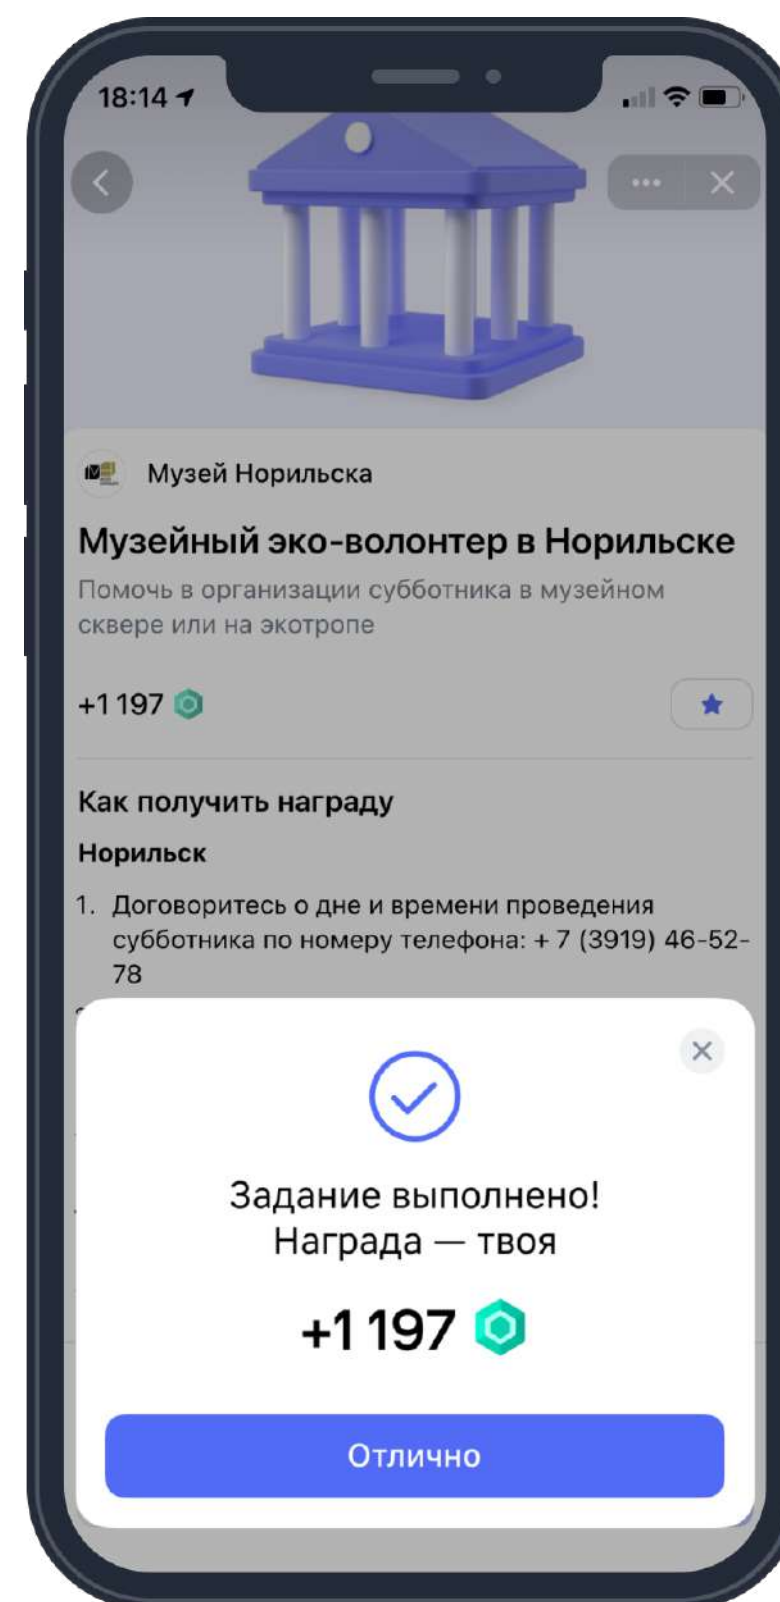 18:14
Музей Норильска
Музейный эко-волонтер в Норильске
Помочь в организации субботника в музейном
сквере или на экотропе
+1 197
Как получить награду
Норильск
1. Договоритесь о дне и времени проведения
субботника по номеру телефона: + 7 (3919) 46-52-
78
Задание выполнено!
Награда — твоя
+1 197
Отлично